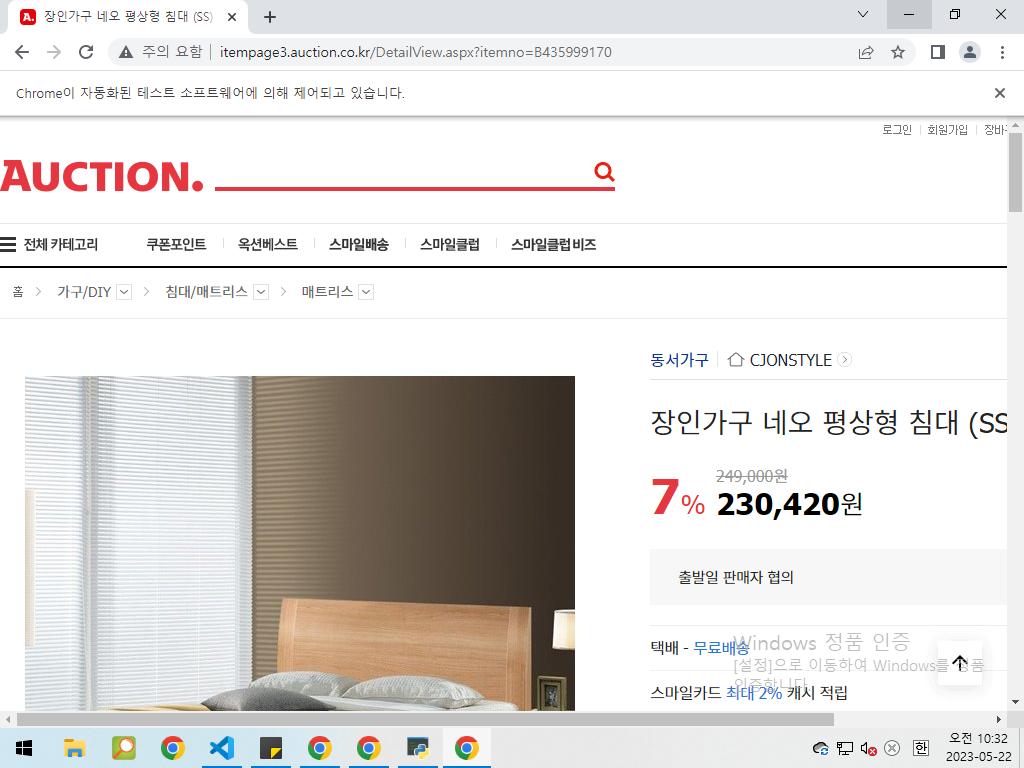 장인가구 네오 평상형 침대 (SS)
주의 요함
itempage3.auction.co.kr/DetailView.aspx?itemno=B435999170
Chrome이 자동화된 테스트 소프트웨어에 의해 제어되고 있습니다.
로그인 회원가입 장바
AUCTION.
전체 카테고리 쿠폰포인트 옥션베스트 스마일배송 스마일클럽 스마일클럽 비즈
홈 가구/DIY 침대/매트리스 매트리스
동서가구 CJONSTYLE
장인가구 네오 평상형 침대 (SS
249,000원
7% 230,420원
출발일 판매자 협의
택배 - 무료배송
Windows 정품 인증
[설정]으로 이동하여 Windows를 정품
인증합니다.
스마일카드 최대 2% 캐시 적립
한
오전 10:32
2023-05-22